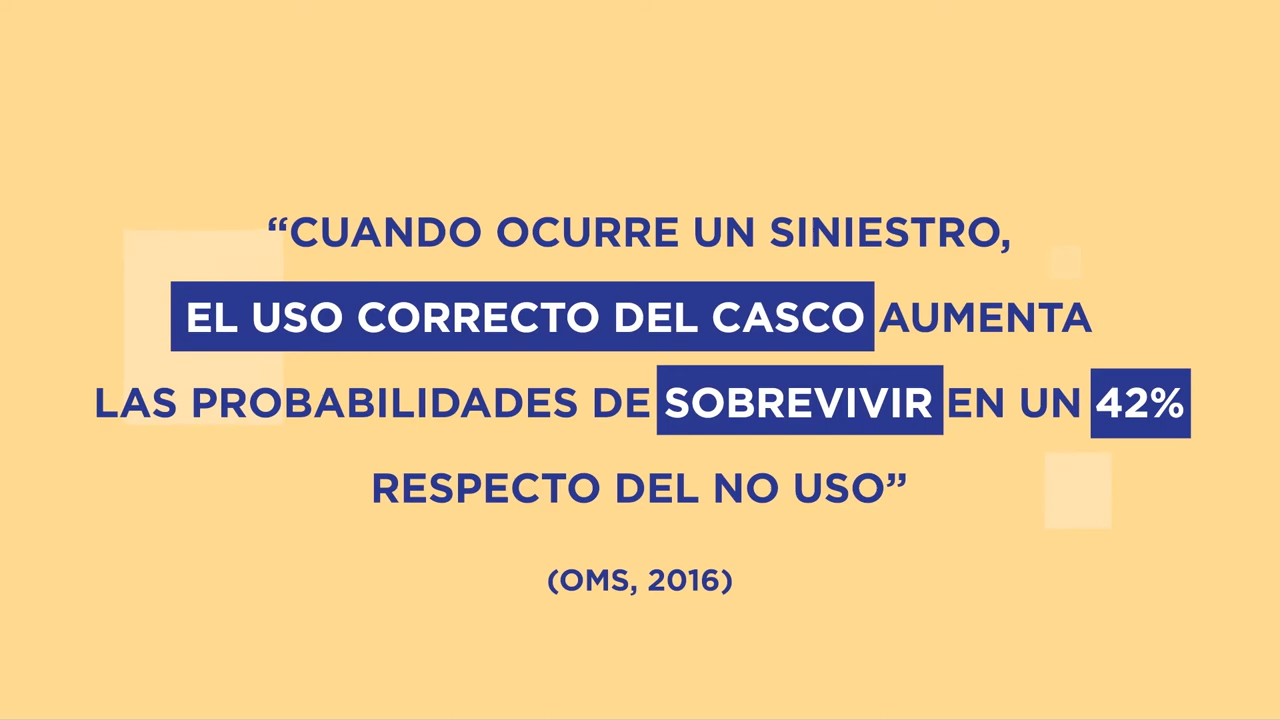 “CUANDO OCURRE UN SINIESTRO,
EL USO CORRECTO DEL CASCO AUMENTA
LAS PROBABILIDADES DE SOBREVIVIR EN UN 42%
RESPECTO DEL NO USO”
(OMS, 2016)